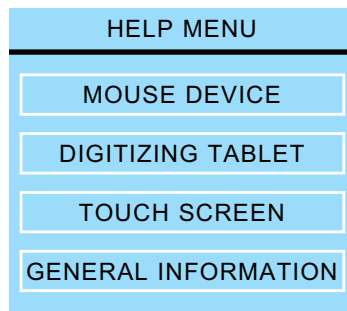 HELP MENU
MOUSE DEVICE
DIGITIZING TABLET
TOUCH SCREEN
GENERAL INFORMATION